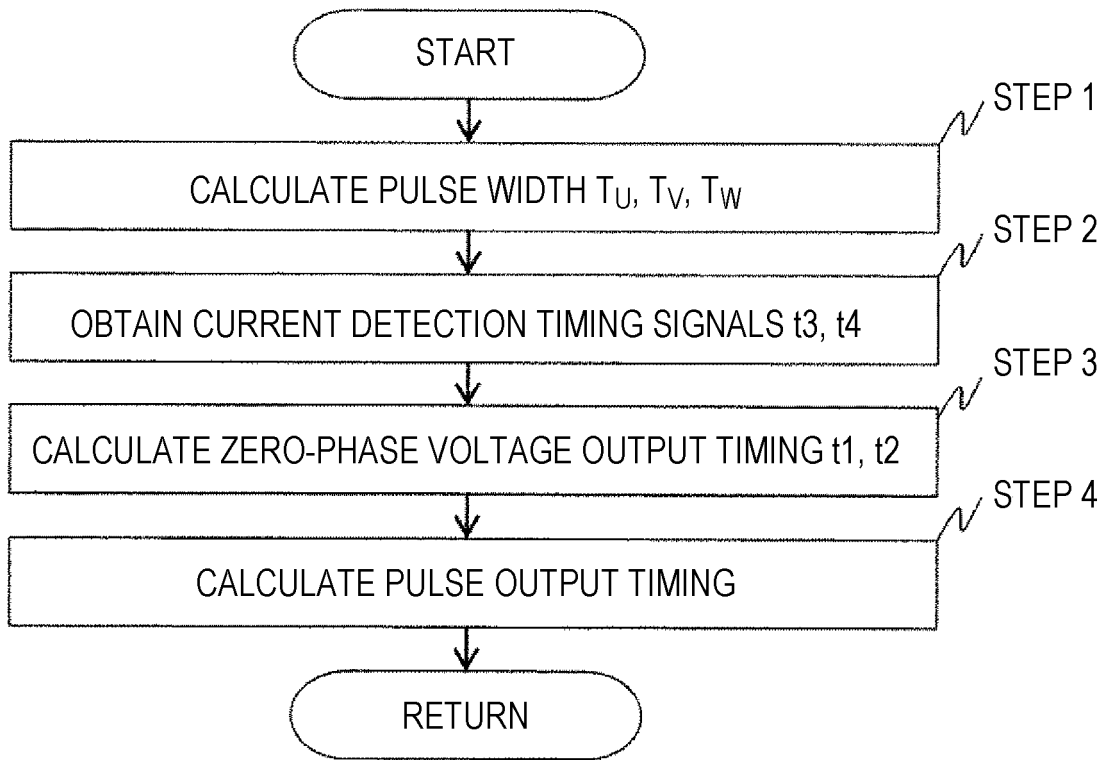 START
STEP 1
CALCULATE PULSE WIDTH TU, TV, TW
STEP 2
OBTAIN CURRENT DETECTION TIMING SIGNALS t3, t4
STEP 3
CALCULATE ZERO-PHASE VOLTAGE OUTPUT TIMING t1, t2
STEP 4
CALCULATE PULSE OUTPUT TIMING
RETURN